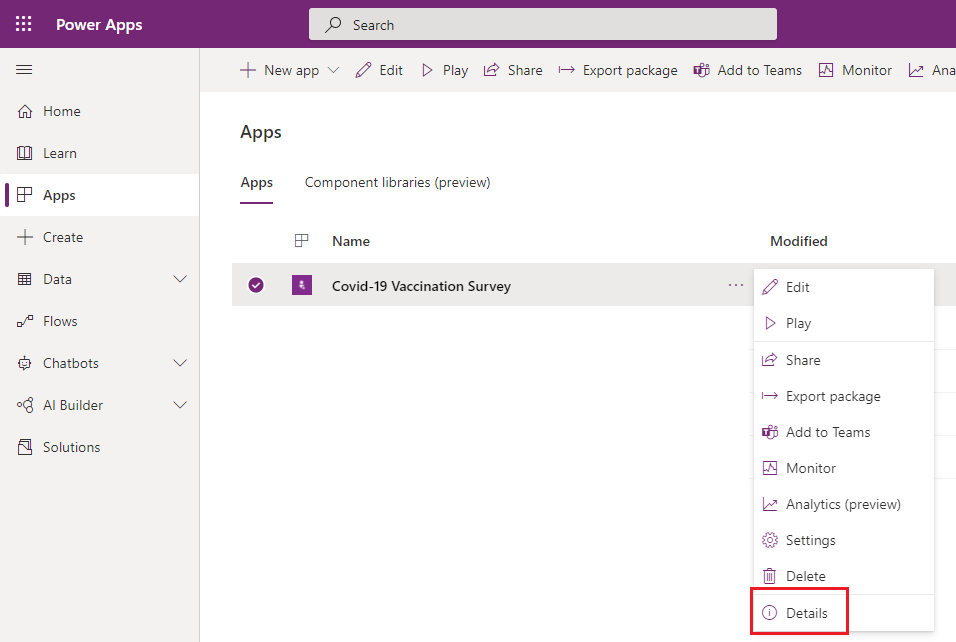 Power Apps
Search
New app
Edit
Play
Share
Export package
Add to Teams
Monitor
Ana
Home
Learn
Apps
Create
Data
Flows
Chatbots
AI Builder
Solutions
Apps
Apps
Component libraries (preview)
Name
Modified
Covid-19 Vaccination Survey
...
Edit
Play
Share
Export package
Add to Teams
Monitor
Analytics (preview)
Settings
Delete
Details